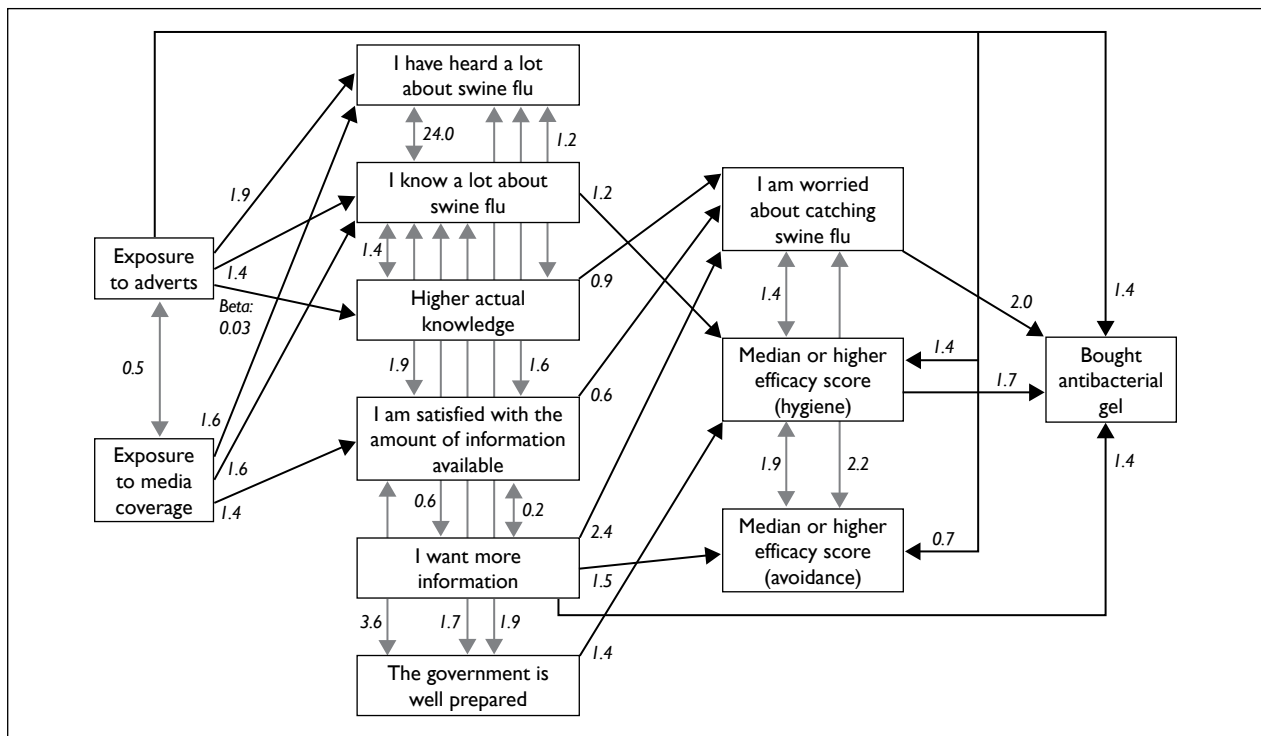 I have heard a lot
about swine flu
24.0
1.2
I know a lot about
swine flu
1.2
I am worried
about catching
swine flu
1.9
1.4
Exposure
to adverts
1.4
Beta:
0.03
Higher actual
knowledge
0.9
1.4
2.0
1.4
0.5
1.9
1.6
Median or higher
efficacy score
(hygiene)
1.4
1.7
Bought
antibacterial
gel
I am satisfied with the
amount of information
available
0.6
1.6
Exposure
to media
coverage
1.6
1.4
1.9
2.2
1.4
0.6
0.2
2.4
I want more
information
1.5
Median or higher
efficacy score
(avoidance)
0.7
3.6
1.7
1.9
1.4
The government is
well prepared